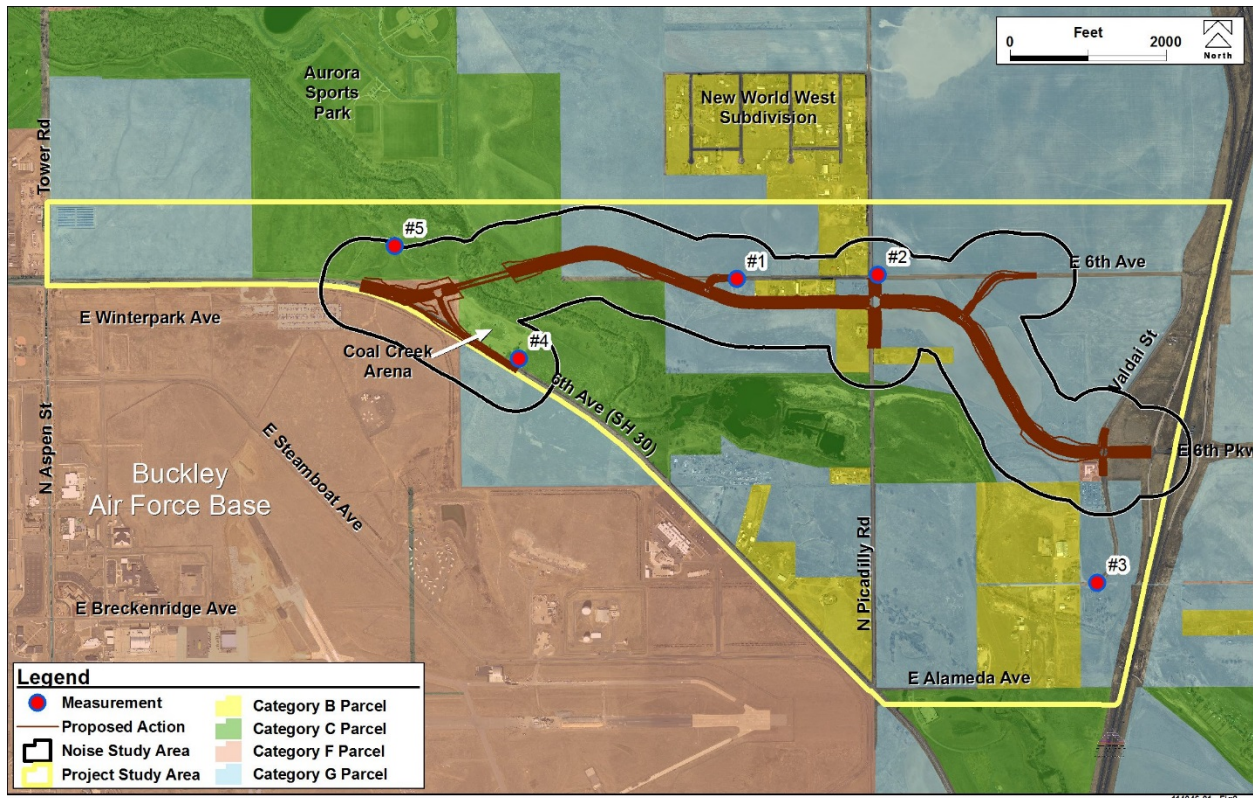 Feet
0 2000
North
Aurora
Sports
Park
New World West
Subdivision
Tower Rd
#5
#1
#2
E 6th Ave
E Winterpark Ave
Coal Creek
Arena
#4
6th Ave (SH 30)
Valdai St
E 6th Pkw
N Aspen St
E Steamboat Ave
Buckley
Air Force Base
N Picadilly Rd
#3
E Breckenridge Ave
E Alameda Ave
Legend
Measurement
Proposed Action
Noise Study Area
Project Study Area
Category B Parcel
Category C Parcel
Category F Parcel
Category G Parcel